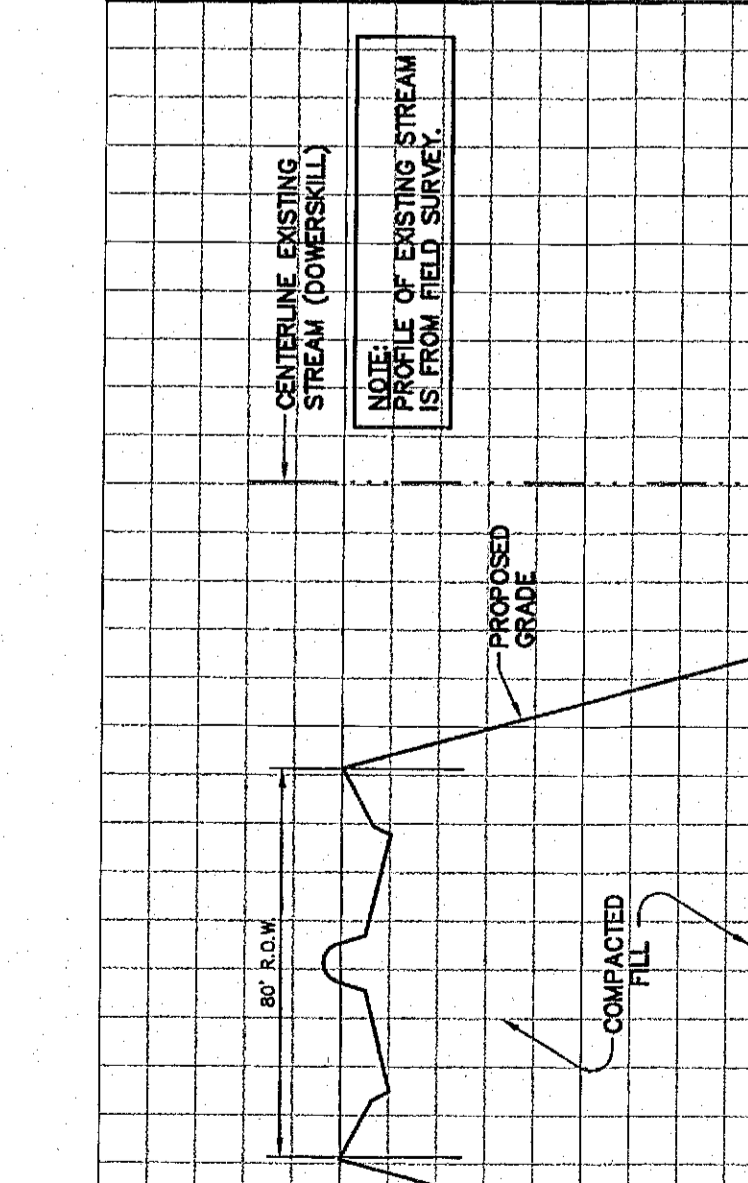 CENTERLINE EXISTING
STREAM (DOWERSKILL)
NOTE:
PROFILE OF EXISTING STREAM
IS FROM FIELD SURVEY.
PROPOSED
GRADE
80' R.O.W.
COMPACTED
FILL